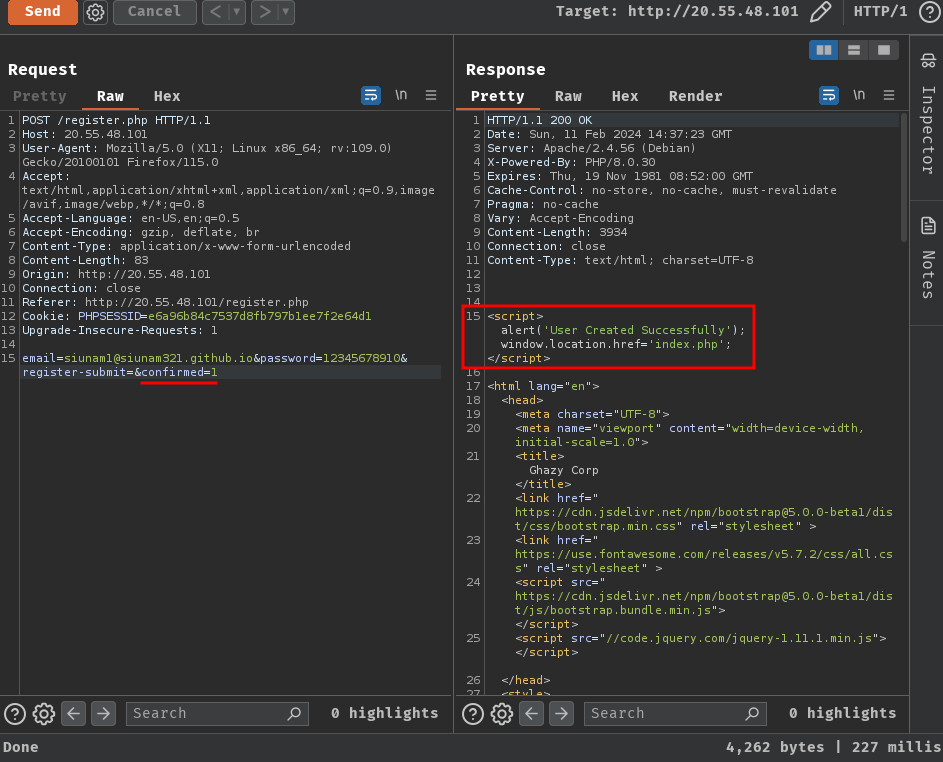 Send
Cancel
<
>
Target: http://20.55.48.101
HTTP/1
?
Request
Pretty
Raw
Hex
\n
1 POST /register.php HTTP/1.1
2 Host: 20.55.48.101
3 User-Agent: Mozilla/5.0 (X11; Linux x86_64; rv:109.0)
Gecko/20100101 Firefox/115.0
4 Accept:
text/html,application/xhtml+xml,application/xml;q=0.9,image
/avif,image/webp,*/*;q=0.8
5 Accept-Language: en-US,en;q=0.5
6 Accept-Encoding: gzip, deflate, br
7 Content-Type: application/x-www-form-urlencoded
8 Content-Length: 83
9 Origin: http://20.55.48.101
10 Connection: close
11 Referer: http://20.55.48.101/register.php
12 Cookie: PHPSESSID=e6a96b84c7537d8fb797b1ee7f2e64d1
13 Upgrade-Insecure-Requests: 1
14
15 email=siunam1@siunam321.github.io&password=12345678910&
register-submit=&confirmed=1
? Search 0 highlights
Response
Pretty
Raw
Hex
Render
\n
1 HTTP/1.1 200 OK
2 Date: Sun, 11 Feb 2024 14:37:23 GMT
3 Server: Apache/2.4.56 (Debian)
4 X-Powered-By: PHP/8.0.30
5 Expires: Thu, 19 Nov 1981 08:52:00 GMT
6 Cache-Control: no-store, no-cache, must-revalidate
7 Pragma: no-cache
8 Vary: Accept-Encoding
9 Content-Length: 3934
10 Connection: close
11 Content-Type: text/html; charset=UTF-8
12
13
14
15 <script>
alert('User Created Successfully');
window.location.href='index.php';
</script>
16
17 <html lang="en">
18 <head>
19 <meta charset="UTF-8">
20 <meta name="viewport" content="width=device-width,
initial-scale=1.0">
21 <title>
Ghazy Corp
</title>
22 <link href="
https://cdn.jsdelivr.net/npm/bootstrap@5.0.0-beta1/dis
t/css/bootstrap.min.css" rel="stylesheet" >
23 <link href="
https://use.fontawesome.com/releases/v5.7.2/css/all.cs
s" rel="stylesheet" >
24 <script src="
https://cdn.jsdelivr.net/npm/bootstrap@5.0.0-beta1/dis
t/js/bootstrap.bundle.min.js">
</script>
25 <script src="//code.jquery.com/jquery-1.11.1.min.js">
</script>
26 </head>
27 <style>
? Search 0 highlights
Inspector
Notes
Done
4,262 bytes | 227 millis